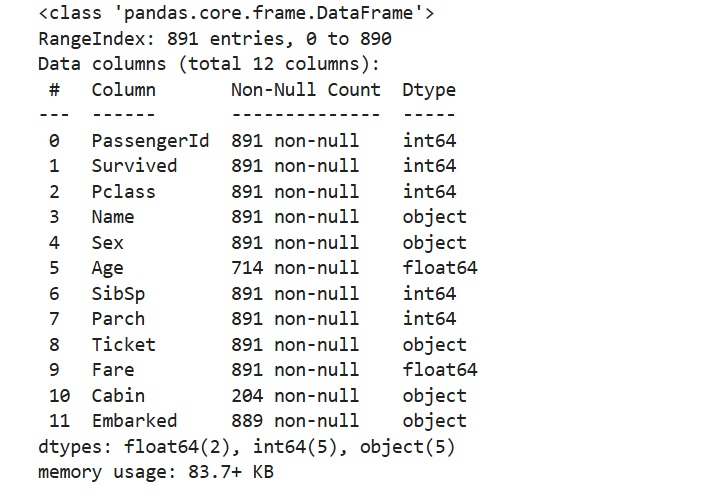 <class 'pandas.core.frame.DataFrame'>
RangeIndex: 891 entries, 0 to 890
Data columns (total 12 columns):
 #   Column       Non-Null Count  Dtype
---  ------       --------------  -----
 0   PassengerId  891 non-null    int64
 1   Survived     891 non-null    int64
 2   Pclass       891 non-null    int64
 3   Name         891 non-null    object
 4   Sex          891 non-null    object
 5   Age          714 non-null    float64
 6   SibSp        891 non-null    int64
 7   Parch        891 non-null    int64
 8   Ticket       891 non-null    object
 9   Fare         891 non-null    float64
 10  Cabin        204 non-null    object
 11  Embarked     889 non-null    object
dtypes: float64(2), int64(5), object(5)
memory usage: 83.7+ KB